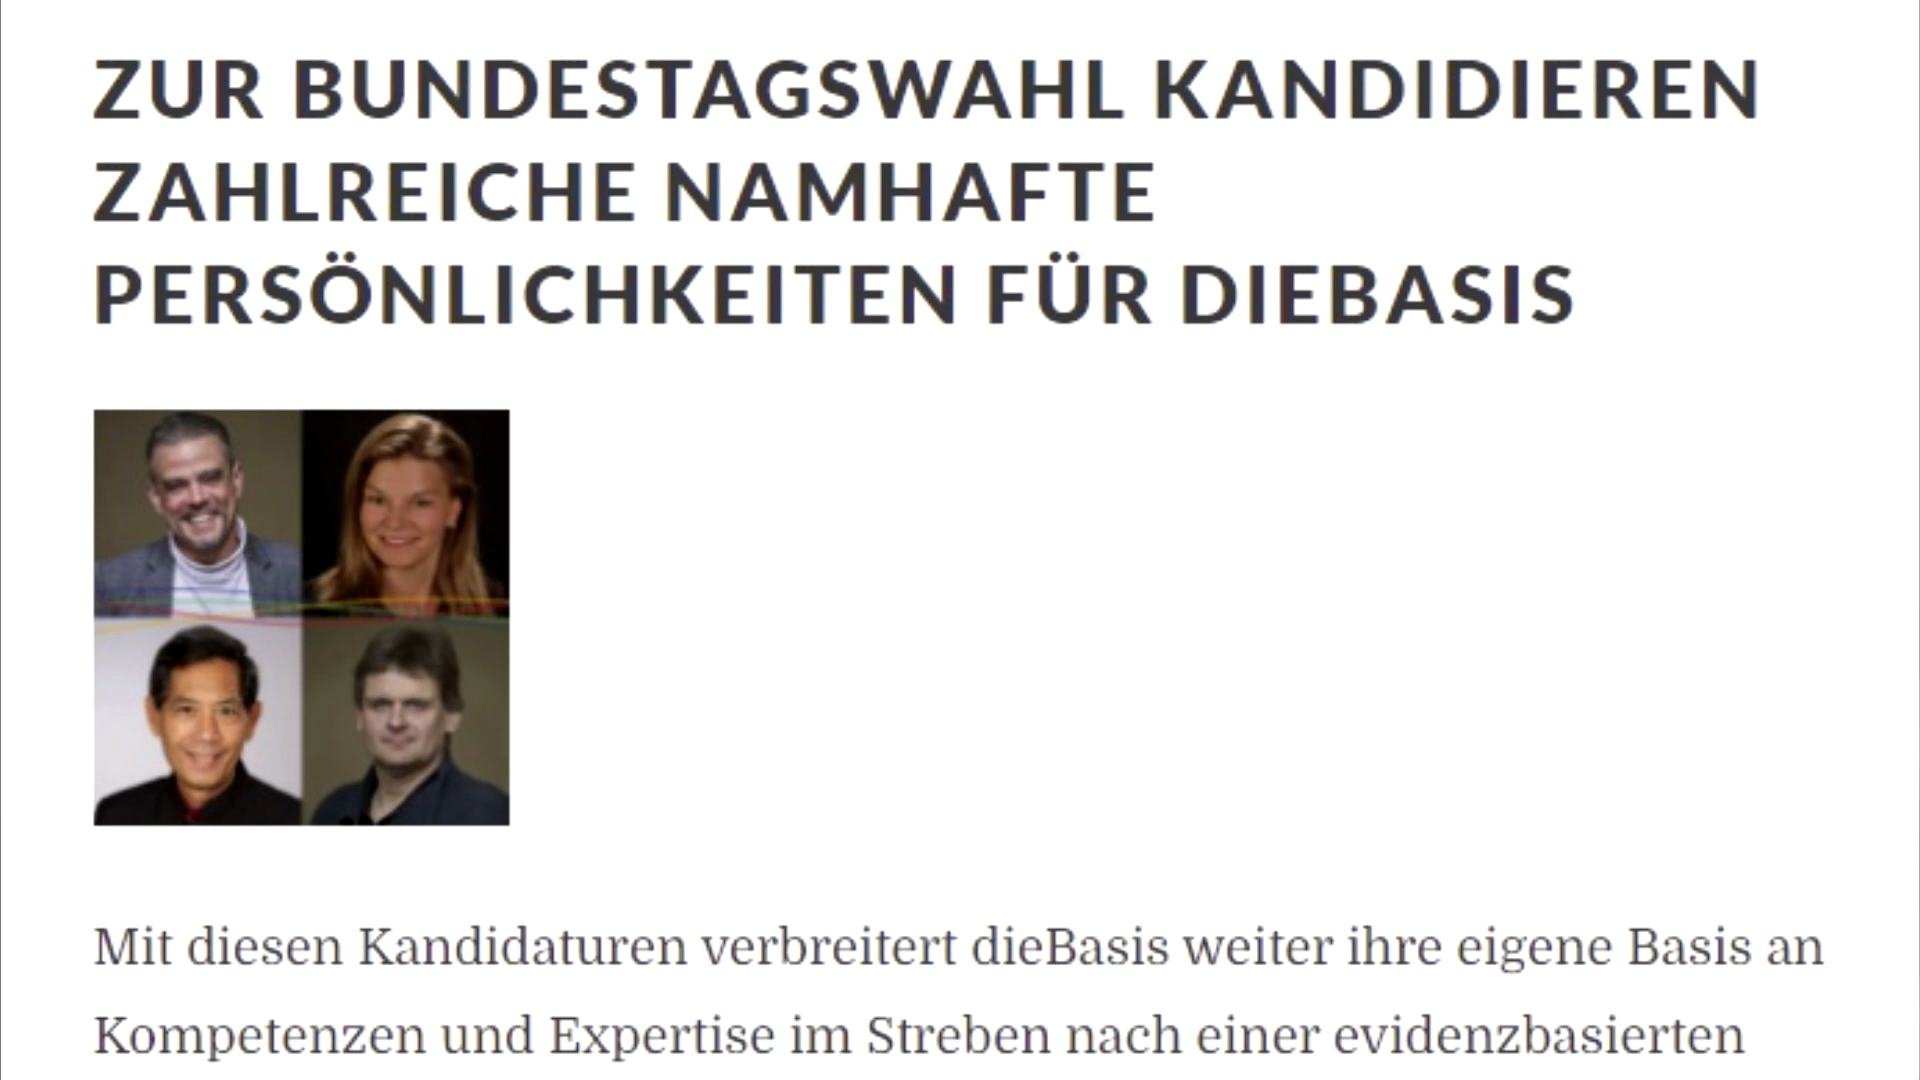 ZUR BUNDESTAGSWAHL KANDIDIEREN
ZAHLREICHE NAMHAFTE
PERSÖNLICHKEITEN FÜR DIEBASIS
Mit diesen Kandidaturen verbreitert dieBasis weiter ihre eigene Basis an
Kompetenzen und Expertise im Streben nach einer evidenzbasierten